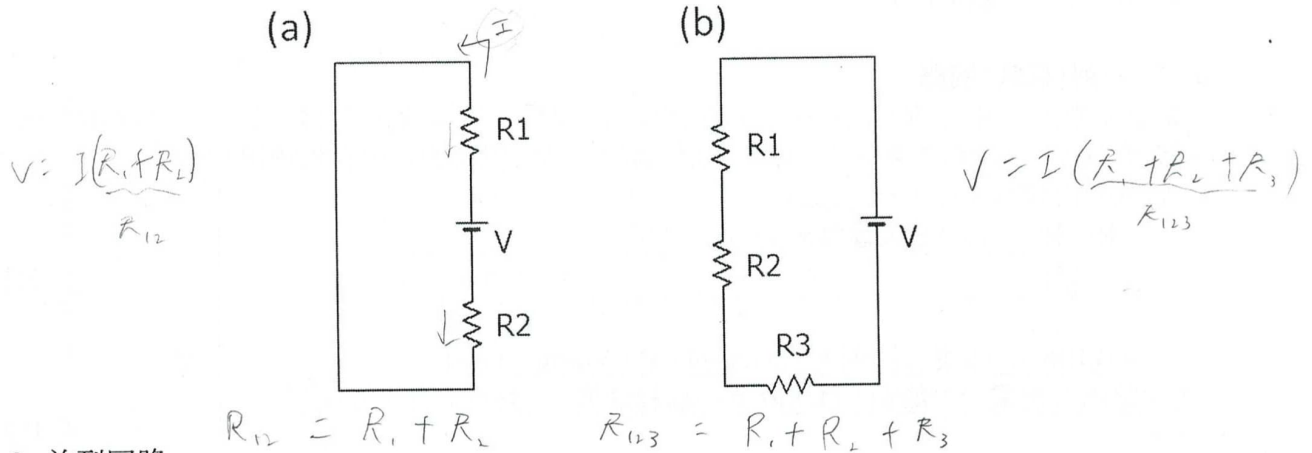 (a)
(b)
I
R1
V
R2
V = I(R₁+R₂)
R₁₂
R₁₂ = R₁ + R₂
R1
R2
R3
V
V = I(R₁+R₂+R₃)
R₁₂₃
R₁₂₃ = R₁ + R₂ + R₃